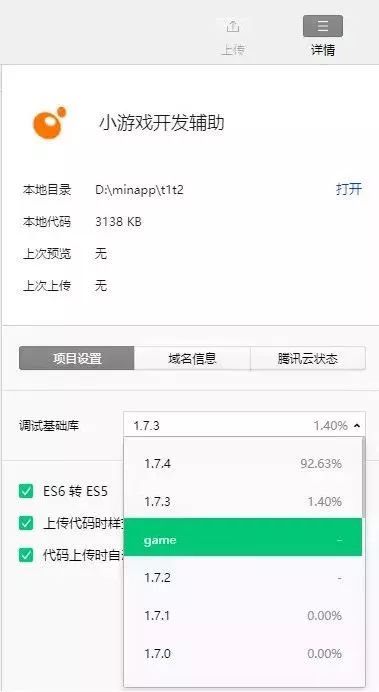 上传 详情
小游戏开发辅助
本地目录 D:\minapp\t1t2 打开
本地代码 3138 KB
上次预览 无
上次上传 无
项目设置 域名信息 腾讯云状态
调试基础库 1.7.3 1.40%
1.7.4 92.63%
ES6 转 ES5 1.7.3 1.40%
上传代码时样 game -
代码上传时自 1.7.2 -
1.7.1 0.00%
1.7.0 0.00%